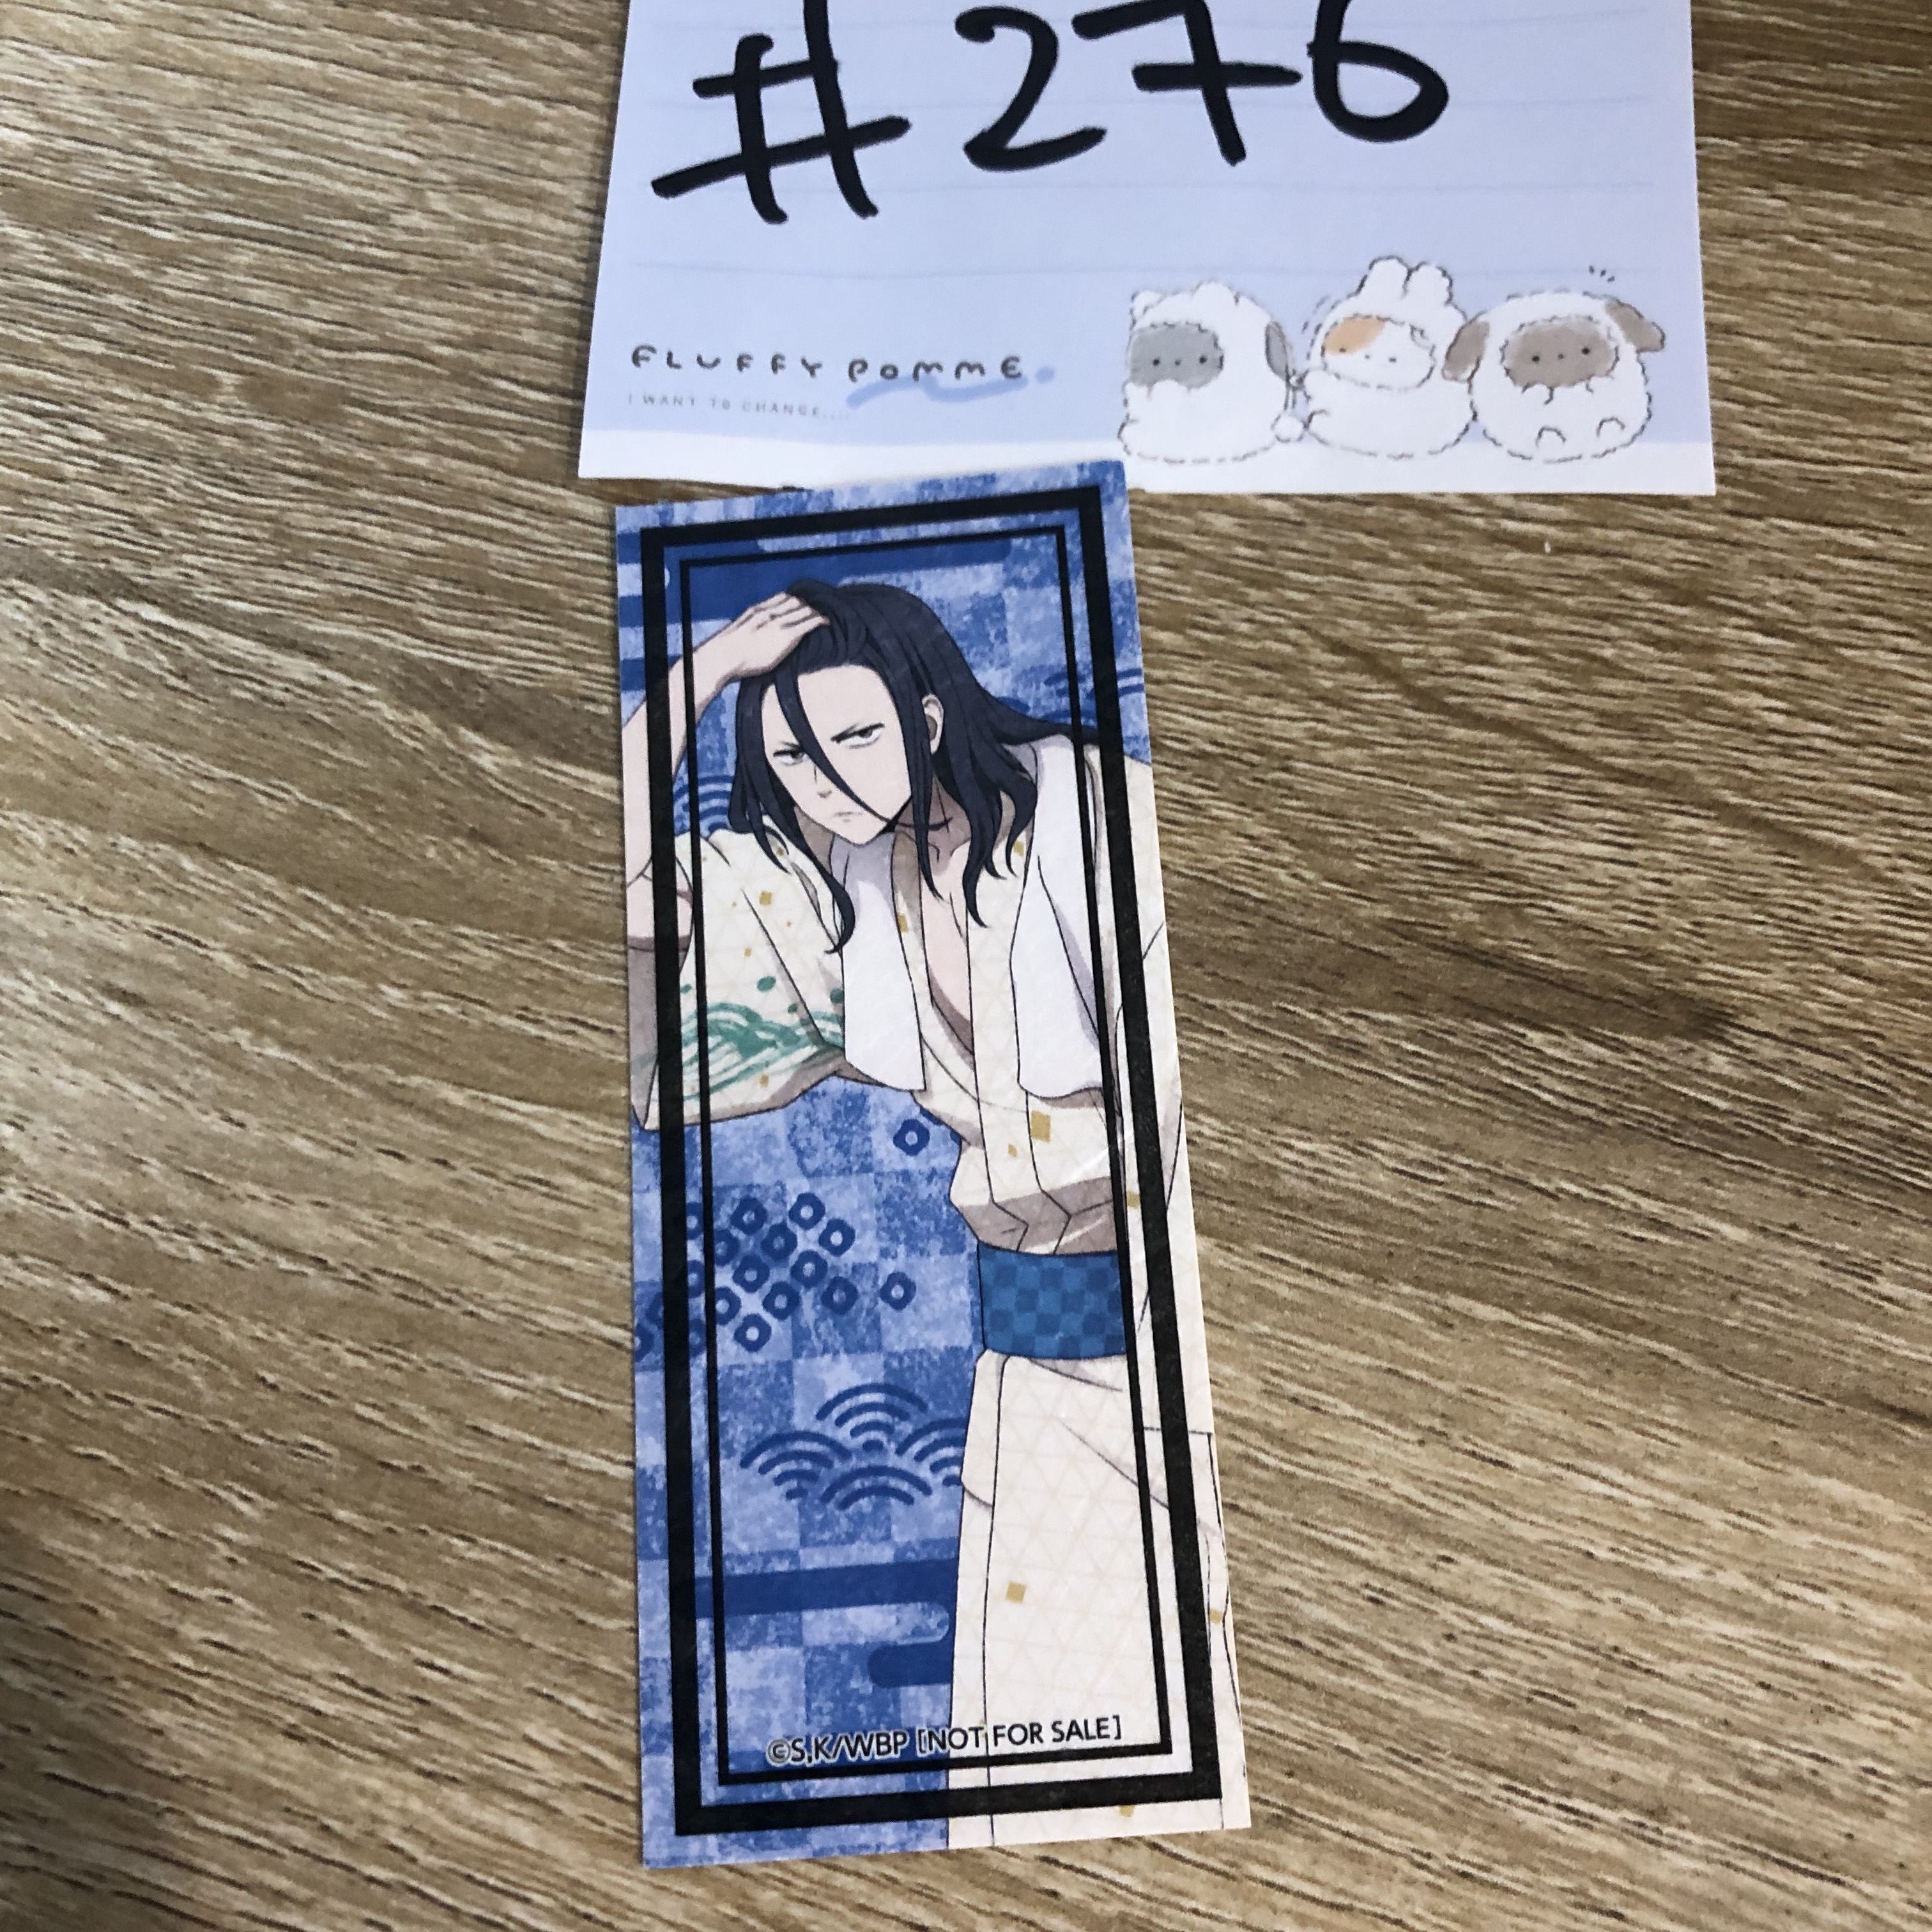 #276
FLUFFY POMME.
I WANT TO CHANGE....
©S,K/WBP [NOT FOR SALE]